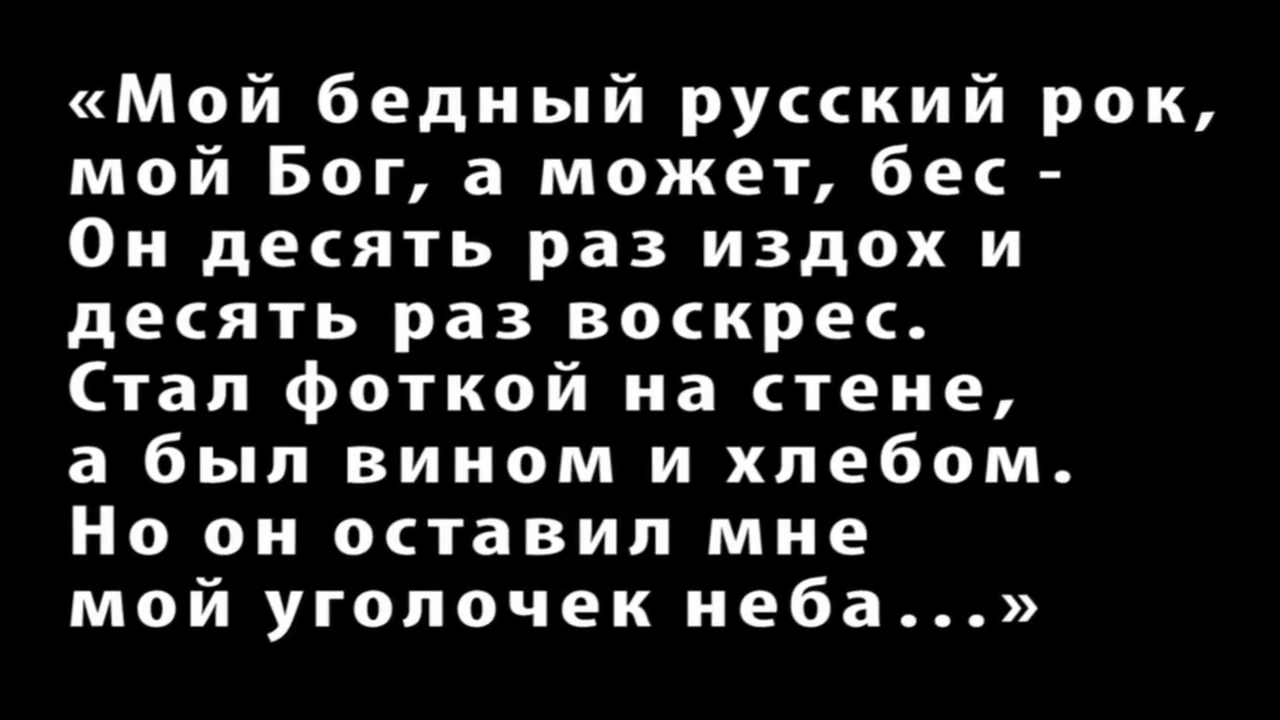 «Мой бедный русский рок,
мой Бог, а может, бес -
Он десять раз издох и
десять раз воскрес.
Стал фоткой на стене,
а был вином и хлебом.
Но он оставил мне
мой уголочек неба...»